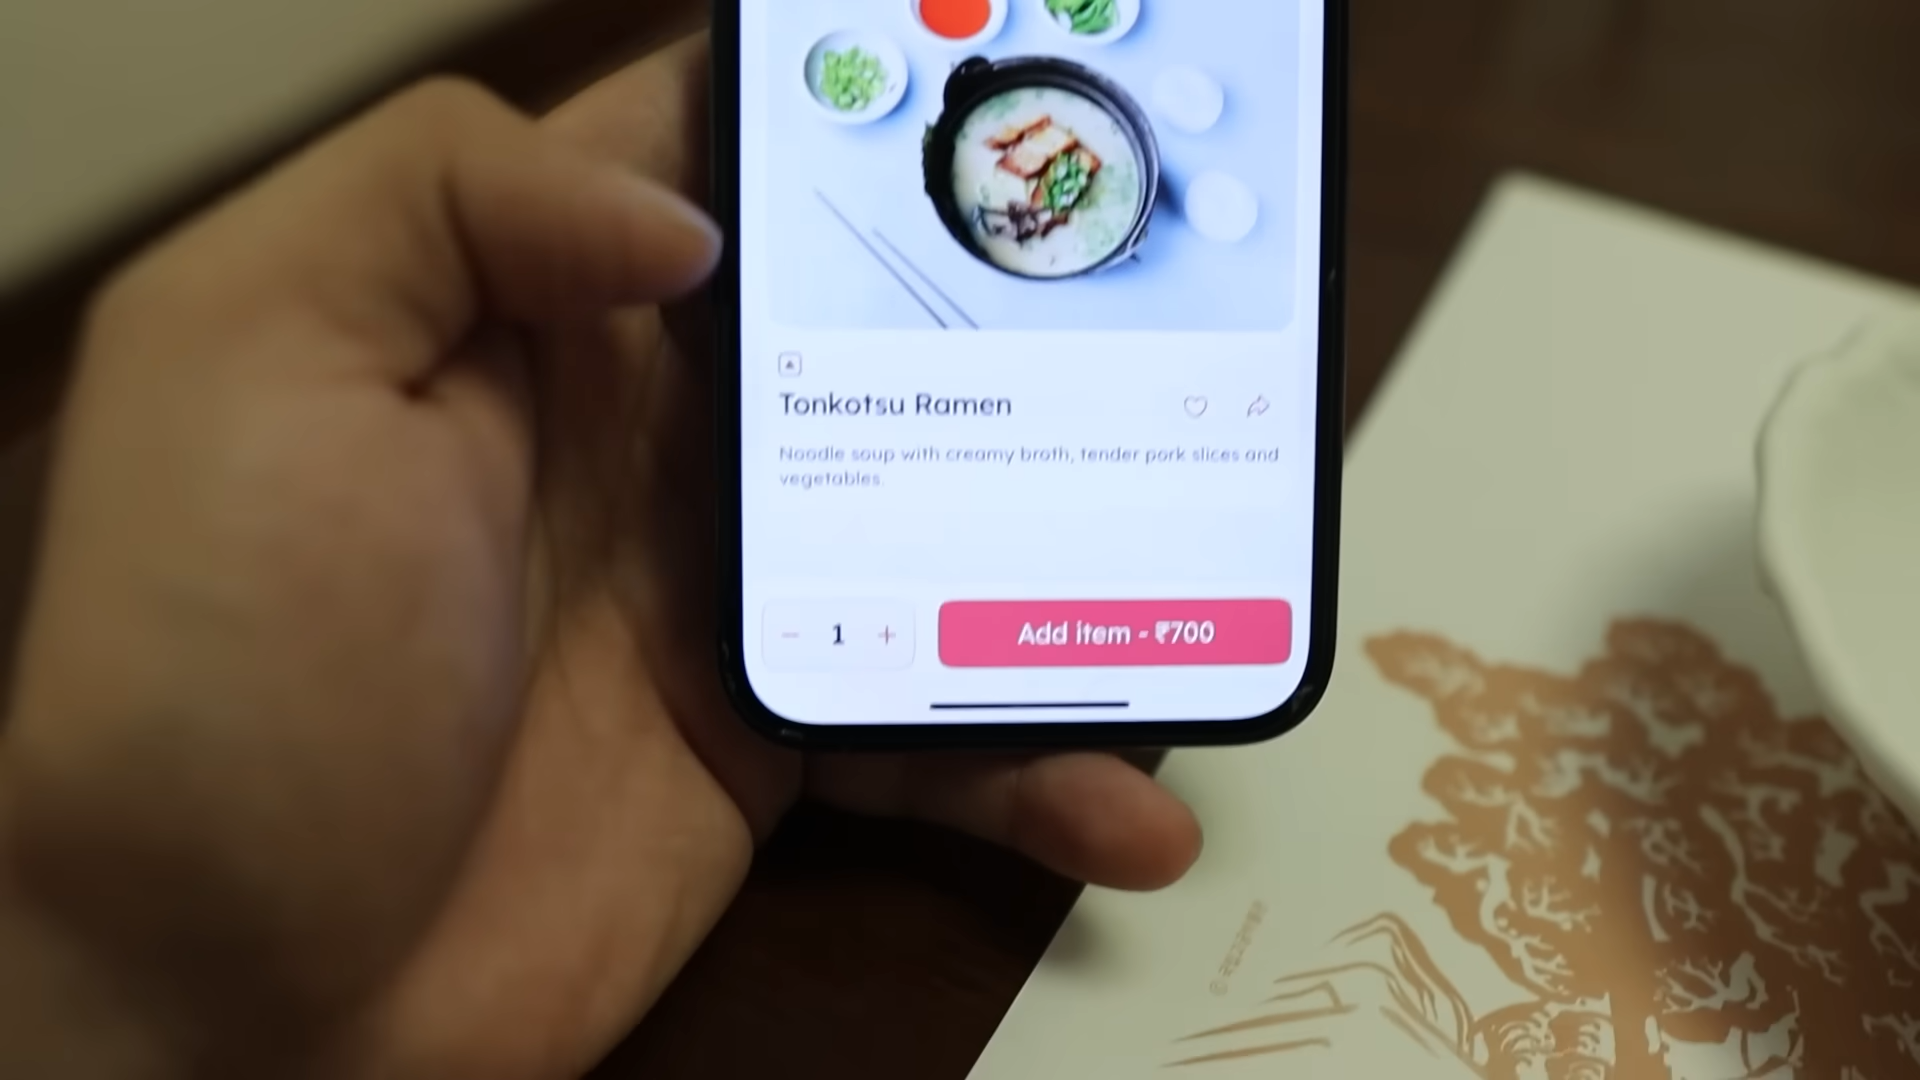 Tonkotsu Ramen
Noodle soup with creamy broth, tender pork slices and
vegetables.
− 1 +
Add item - ₹700